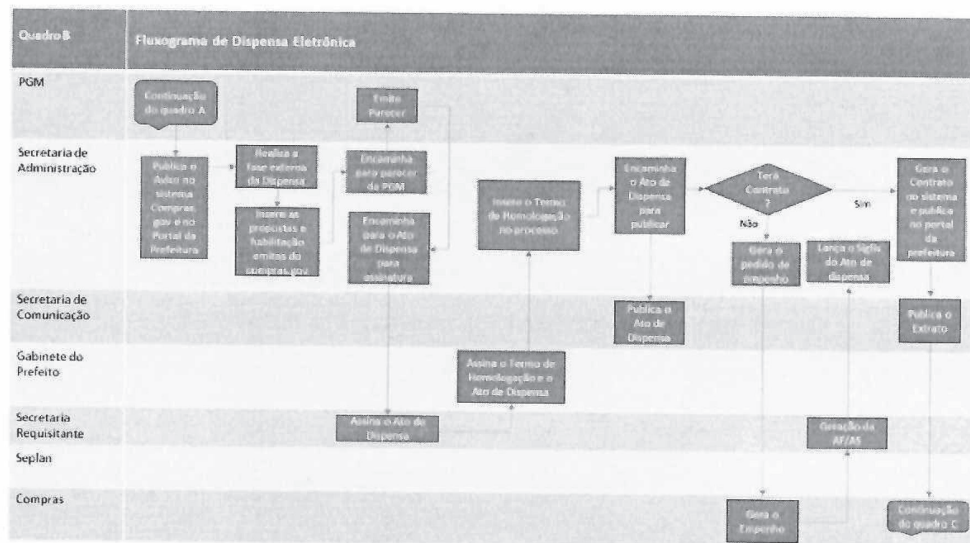 Quadro B
Fluxograma de Dispensa Eletrônica
PGM
Continuação
do quadro A
Emite
Parecer
Secretaria de
Administração
Publica o
Aviso no
sistema
Compras.
gov e no
Portal da
Prefeitura
Realiza a
fase externa
da Dispensa
Insere as
propostas e
habilitação
emitas do
compras.gov
Encaminha
para parecer
da PGM
Encaminha
para o Ato
de Dispensa
para
assinatura
Insere o Termo
de Homologação
no processo
Encaminha
o Ato de
Dispensa
para
publicar
Terá
Contrato
?
Não
Sim
Gera o
pedido de
empenho
Lança o Sigfis
do Ato de
dispensa
Gera o
Contrato
no sistema
e publica
no portal
da
prefeitura
Secretaria de
Comunicação
Publica o
Ato de
Dispensa
Publica o
Extrato
Gabinete do
Prefeito
Assina o Termo de
Homologação e o
Ato de Dispensa
Secretaria
Requisitante
Assina o Ato de
Dispensa
Geração da
AF/AS
Seplan
Compras
Gera o
Empenho
Continuação
do quadro C